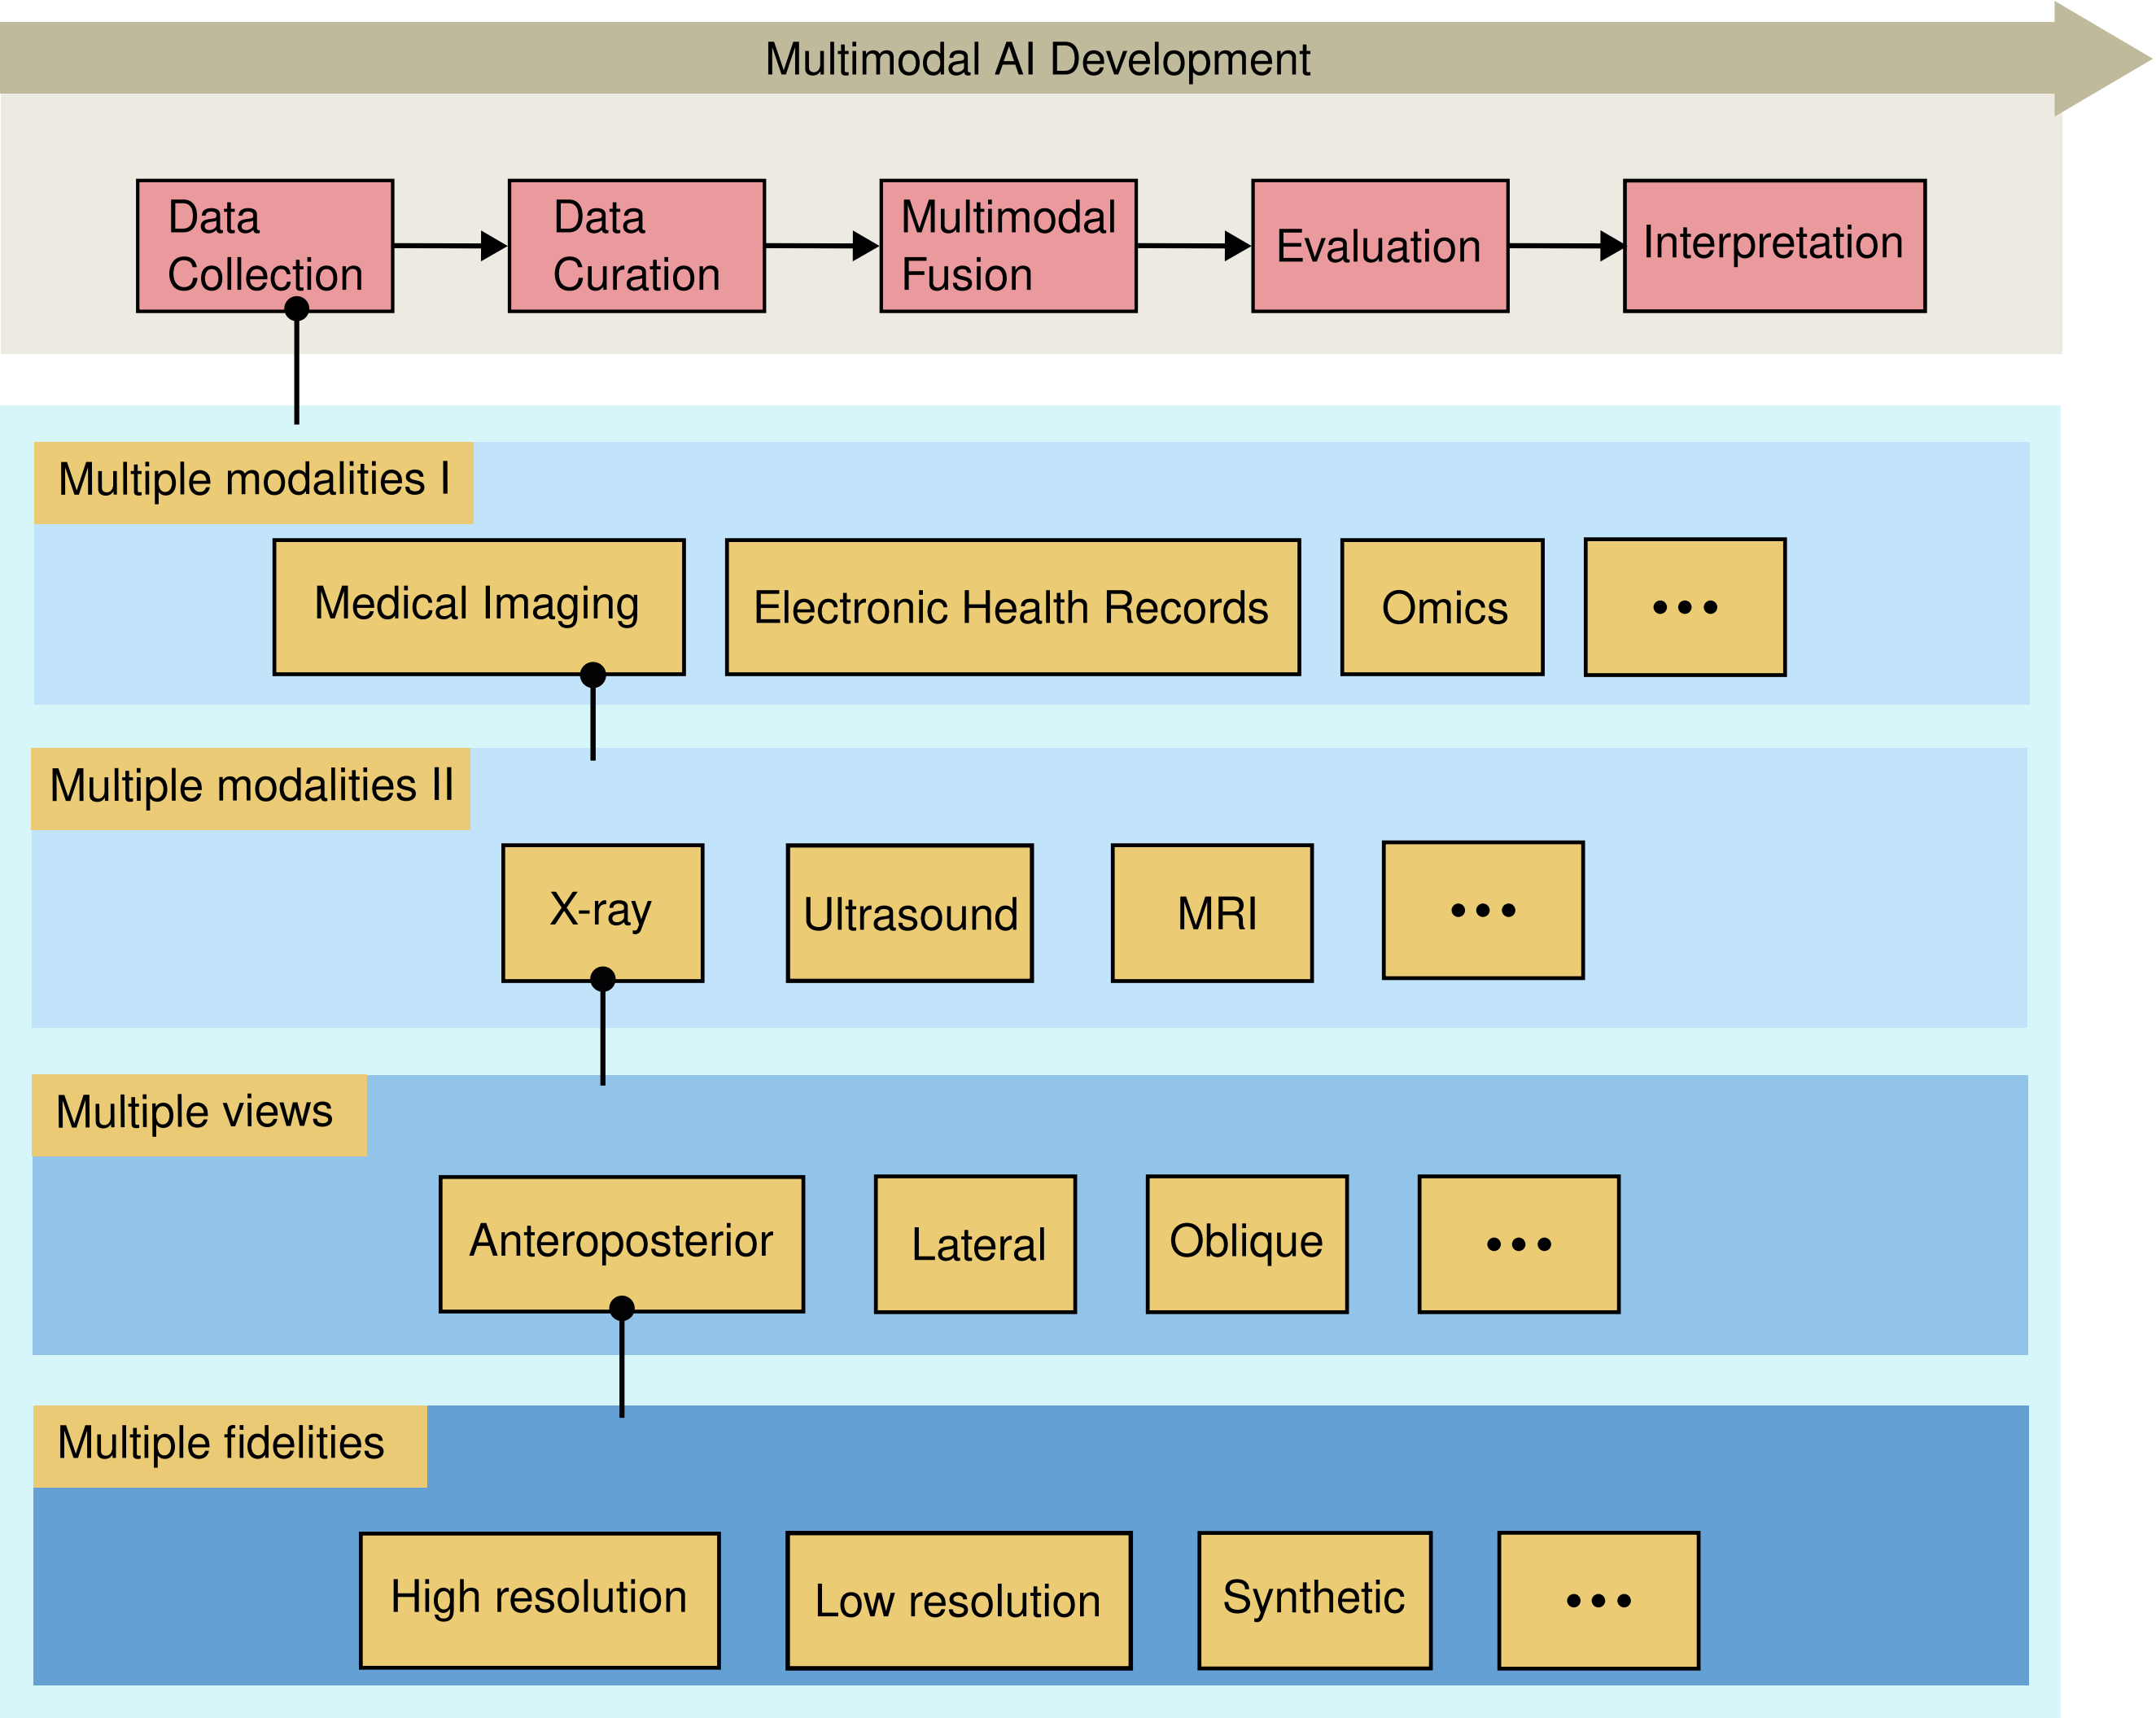 Multimodal AI Development
Data
Collection
Data
Curation
Multimodal
Fusion
Evaluation
Interpretation
Multiple modalities I
Medical Imaging
Electronic Health Records
Omics
...
Multiple modalities II
X-ray
Ultrasound
MRI
...
Multiple views
Anteroposterior
Lateral
Oblique
...
Multiple fidelities
High resolution
Low resolution
Synthetic
...